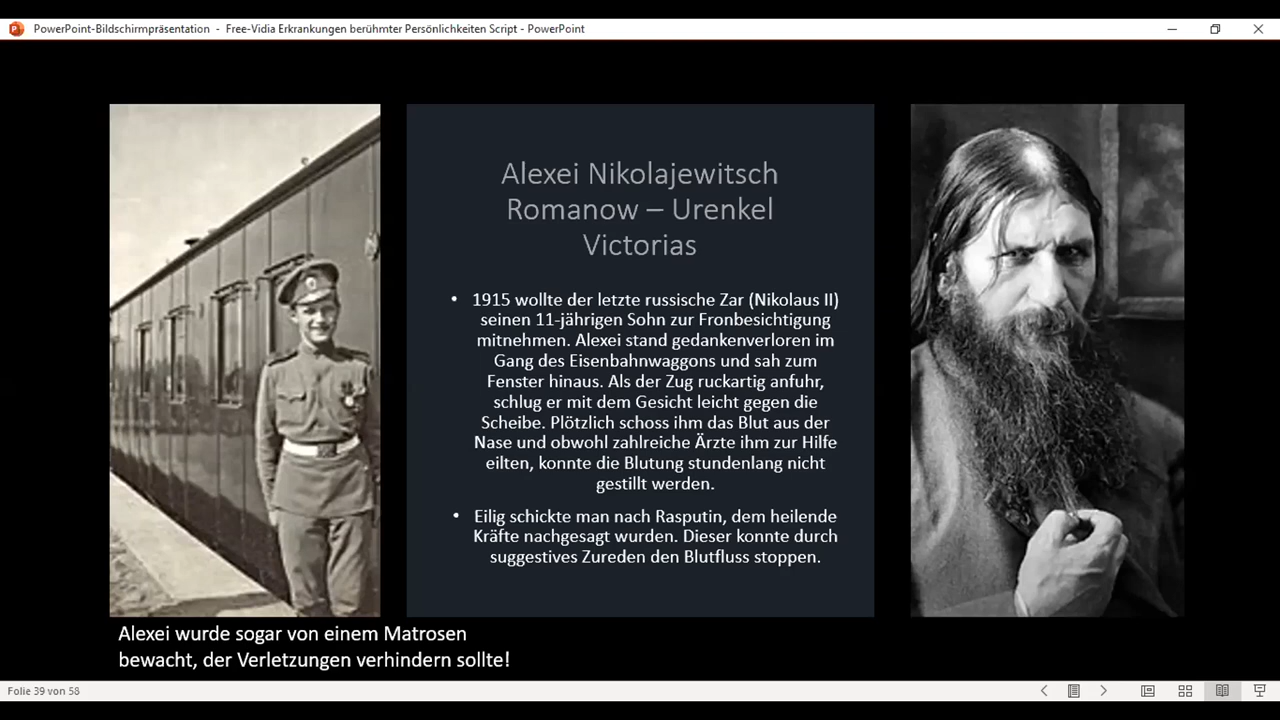 PowerPoint-Bildschirmpräsentation - Free-Vidia Erkrankungen berühmter Persönlichkeiten Script - PowerPoint
Alexei Nikolajewitsch
Romanow – Urenkel
Victorias
• 1915 wollte der letzte russische Zar (Nikolaus II)
seinen 11-jährigen Sohn zur Fronbesichtigung
mitnehmen. Alexei stand gedankenverloren im
Gang des Eisenbahnwaggons und sah zum
Fenster hinaus. Als der Zug ruckartig anfuhr,
schlug er mit dem Gesicht leicht gegen die
Scheibe. Plötzlich schoss ihm das Blut aus der
Nase und obwohl zahlreiche Ärzte ihm zur Hilfe
eilten, konnte die Blutung stundenlang nicht
gestillt werden.
• Eilig schickte man nach Rasputin, dem heilende
Kräfte nachgesagt wurden. Dieser konnte durch
suggestives Zureden den Blutfluss stoppen.
Alexei wurde sogar von einem Matrosen
bewacht, der Verletzungen verhindern sollte!
Folie 39 von 58